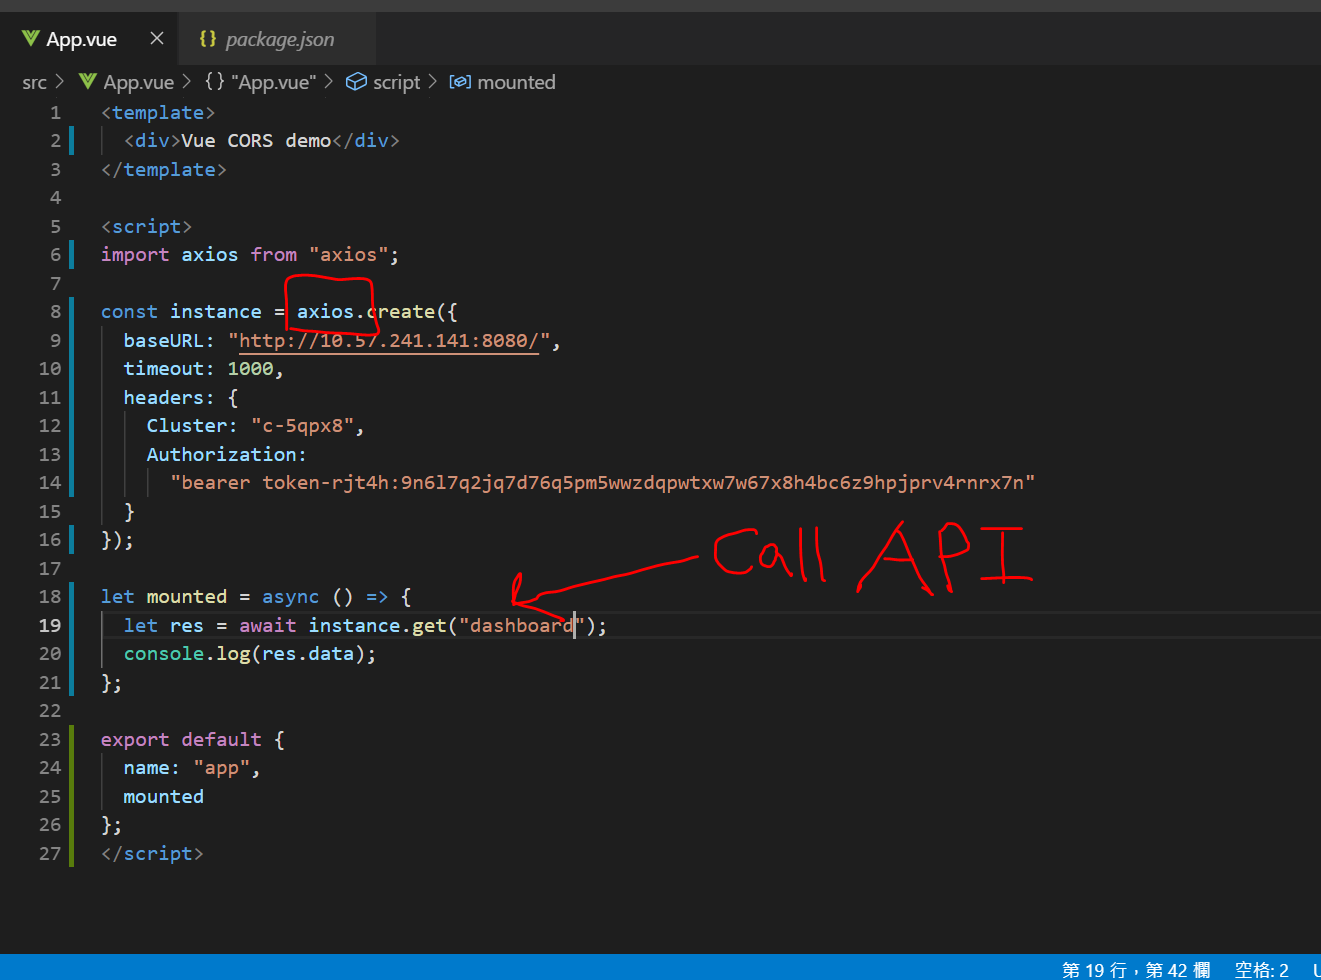 App.vue
package.json
src > App.vue > {} "App.vue" > script > mounted
1 <template>
2 <div>Vue CORS demo</div>
3 </template>
4
5 <script>
6 import axios from "axios";
7
8 const instance = axios.create({
9 baseURL: "http://10.57.241.141:8080/",
10 timeout: 1000,
11 headers: {
12 Cluster: "c-5qpx8",
13 Authorization:
14 "bearer token-rjt4h:9n6l7q2jq7d76q5pm5wwzdqpwtxw7w67x8h4bc6z9hpjprv4rnrx7n"
15 }
16 });
Call API
17
18 let mounted = async () => {
19 let res = await instance.get("dashboard");
20 console.log(res.data);
21 };
22
23 export default {
24 name: "app",
25 mounted
26 };
27 </script>
第 19 行，第 42 欄 空格: 2